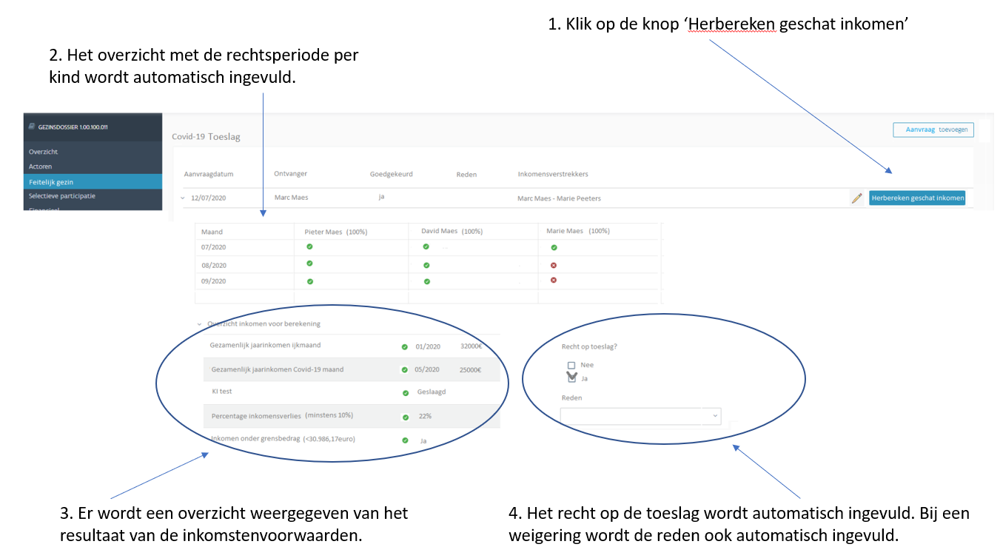 1. Klik op de knop ‘Herbereken geschat inkomen’
2. Het overzicht met de rechtsperiode per
kind wordt automatisch ingevuld.
GEZINSDOSSIER 1.00.100.011
Overzicht
Actoren
Feitelijk gezin
Selectieve participatie
Financieel
Covid-19 Toeslag
Aanvraag toevoegen
Aanvraagdatum Ontvanger Goedgekeurd Reden Inkomensverstrekkers
12/07/2020 Marc Maes ja Marc Maes - Marie Peeters Herbereken geschat inkomen
Maand Pieter Maes (100%) David Maes (100%) Marie Maes (100%)
07/2020
08/2020
09/2020
Overzicht inkomen voor berekening
Gezamenlijk jaarinkomen ijkmaand 01/2020 32000€
Gezamenlijk jaarinkomen Covid-19 maand 05/2020 25000€
KI test Geslaagd
Percentage inkomensverlies (minstens 10%) 22%
Inkomen onder grensbedrag (<30.986,17euro) Ja
Recht op toeslag?
Nee
Ja
Reden
3. Er wordt een overzicht weergegeven van het
resultaat van de inkomstenvoorwaarden.
4. Het recht op de toeslag wordt automatisch ingevuld. Bij een
weigering wordt de reden ook automatisch ingevuld.